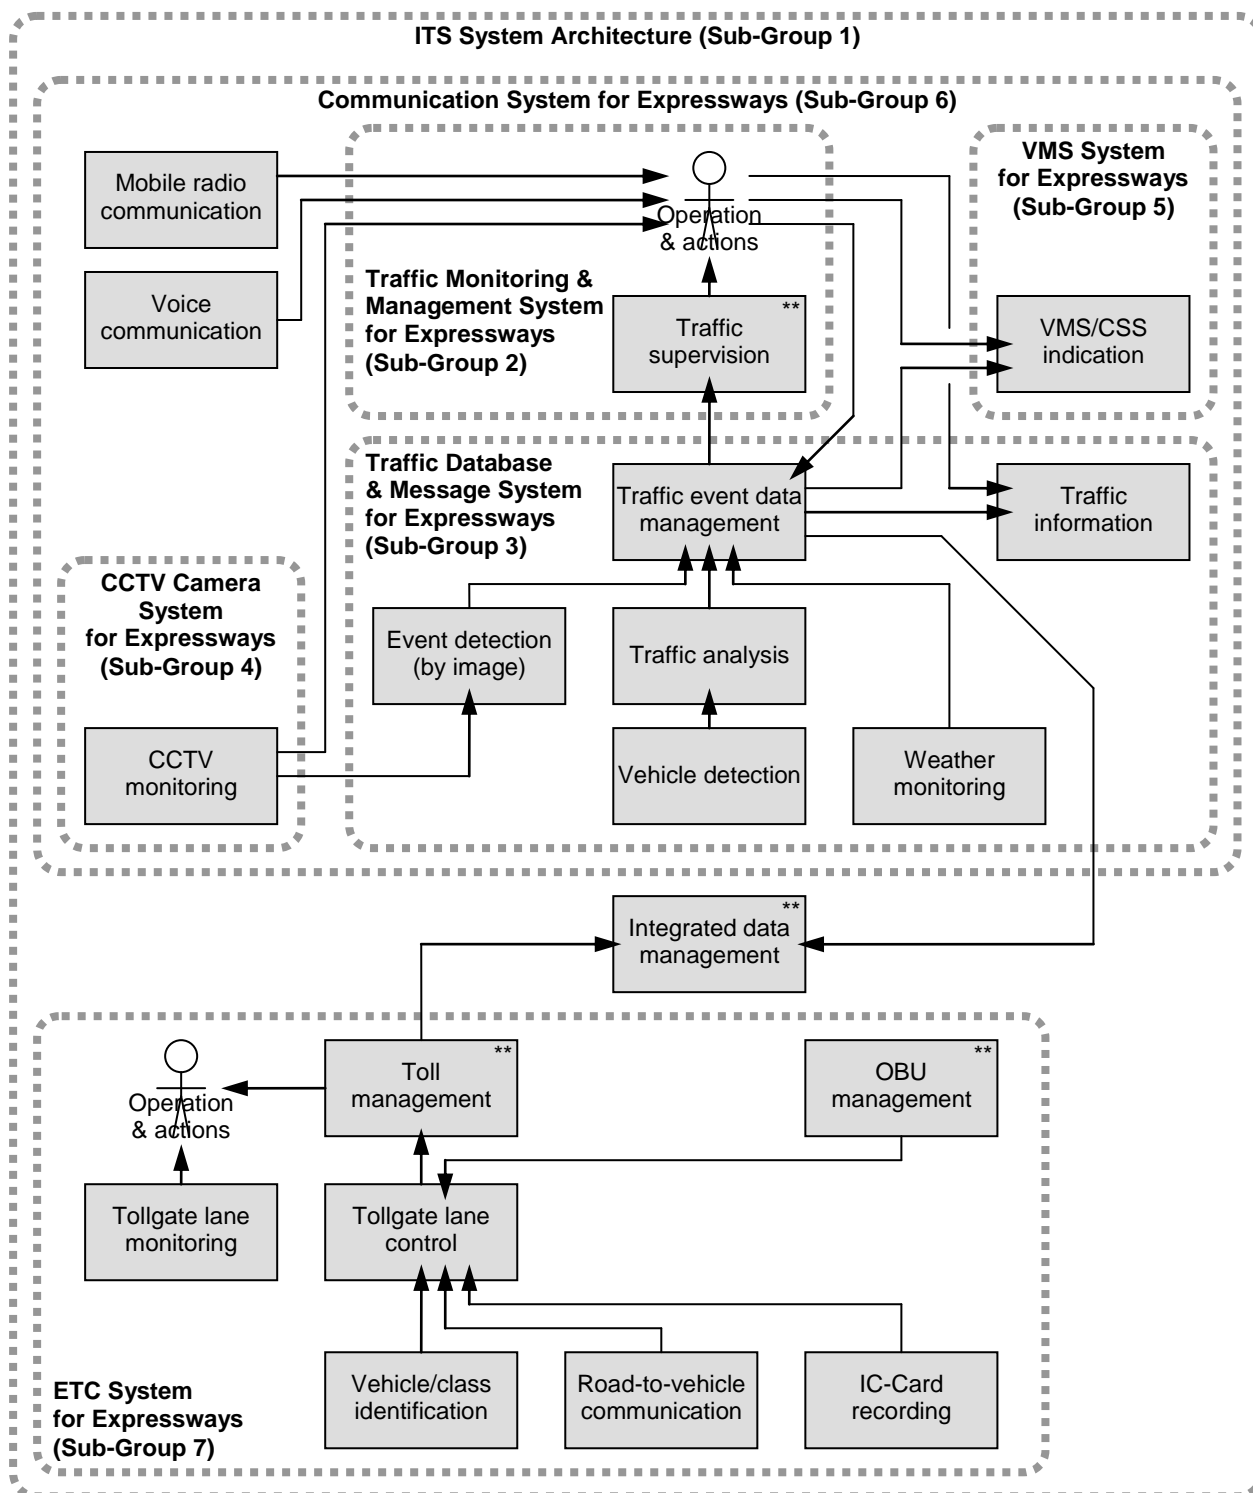 ITS System Architecture (Sub-Group 1)
Communication System for Expressways (Sub-Group 6)
Mobile radio
communication
Voice
communication
Operation
& actions
Traffic Monitoring &
Management System
for Expressways
(Sub-Group 2)
**
Traffic
supervision
VMS System
for Expressways
(Sub-Group 5)
VMS/CSS
indication
Traffic Database
& Message System
for Expressways
(Sub-Group 3)
Traffic event data
management
Traffic
information
CCTV Camera
System
for Expressways
(Sub-Group 4)
Event detection
(by image)
Traffic analysis
CCTV
monitoring
Vehicle detection
Weather
monitoring
**
Integrated data
management
Operation
& actions
**
Toll
management
**
OBU
management
Tollgate lane
monitoring
Tollgate lane
control
ETC System
for Expressways
(Sub-Group 7)
Vehicle/class
identification
Road-to-vehicle
communication
IC-Card
recording